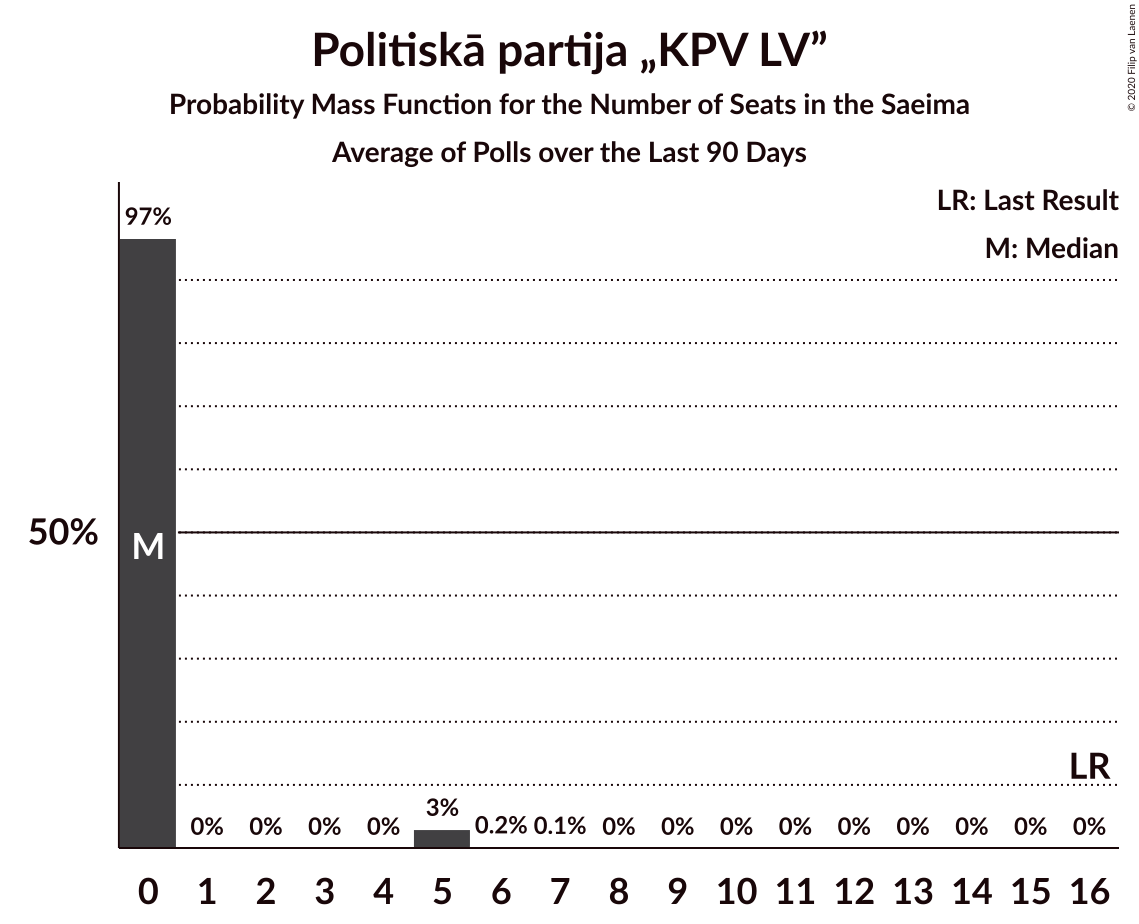 Politiskā partija „KPV LV”
Probability Mass Function for the Number of Seats in the Saeima
Average of Polls over the Last 90 Days
© 2020 Filip van Laenen
LR: Last Result
M: Median
97%
50%
M
LR
0% 0% 0% 0% 3% 0.2% 0.1% 0% 0% 0% 0% 0% 0% 0% 0% 0%
0 1 2 3 4 5 6 7 8 9 10 11 12 13 14 15 16